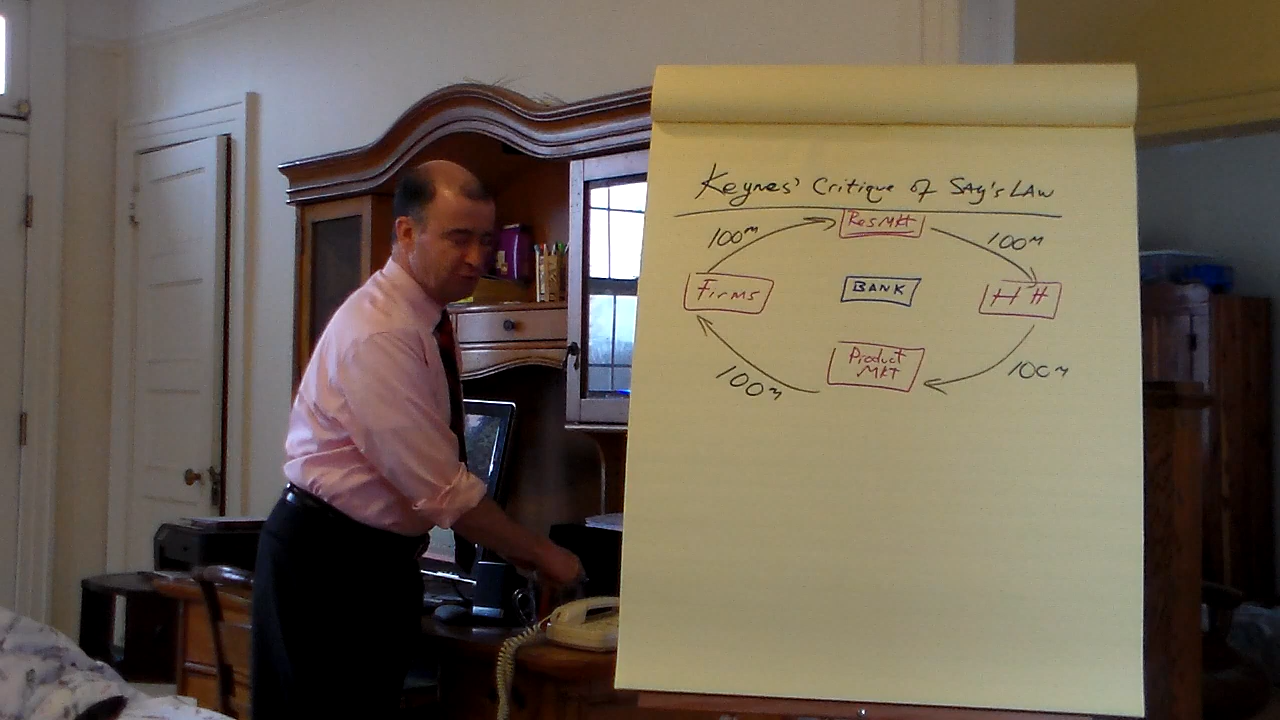 Keynes' Critique of SAy's LAW
ResMKt
100m
100m
Firms
BANK
HH
Product
MKt
100m
100m